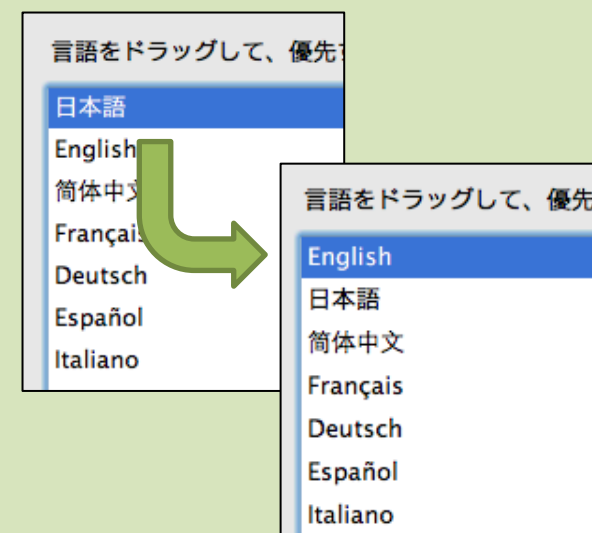 言語をドラッグして、優先
日本語
English
简体中
Françai
Deutsch
Español
Italiano
言語をドラッグして、優先
English
日本語
简体中文
Français
Deutsch
Español
Italiano